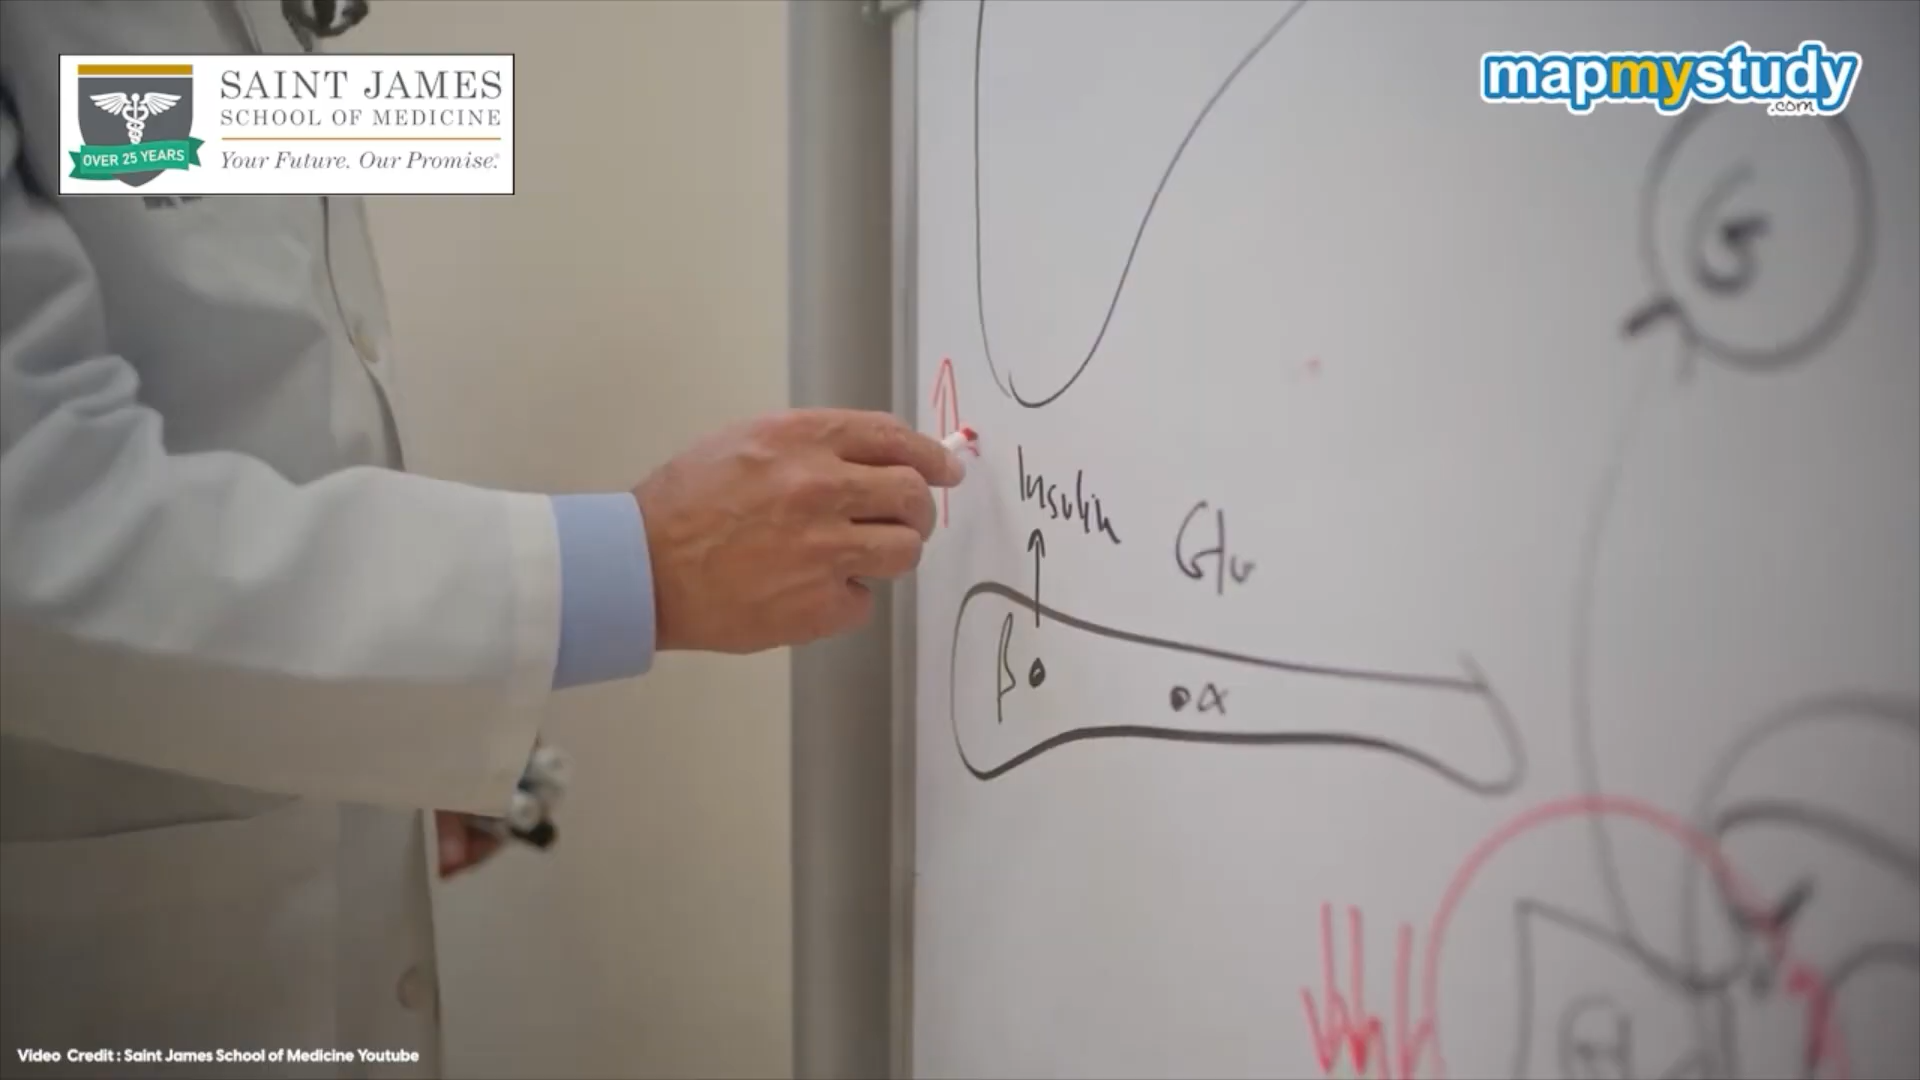 SAINT JAMES
SCHOOL OF MEDICINE
Your Future. Our Promise.
OVER 25 YEARS
mapmystudy
.com
G
Insulin
Glu
β
α
Video Credit : Saint James School of Medicine Youtube